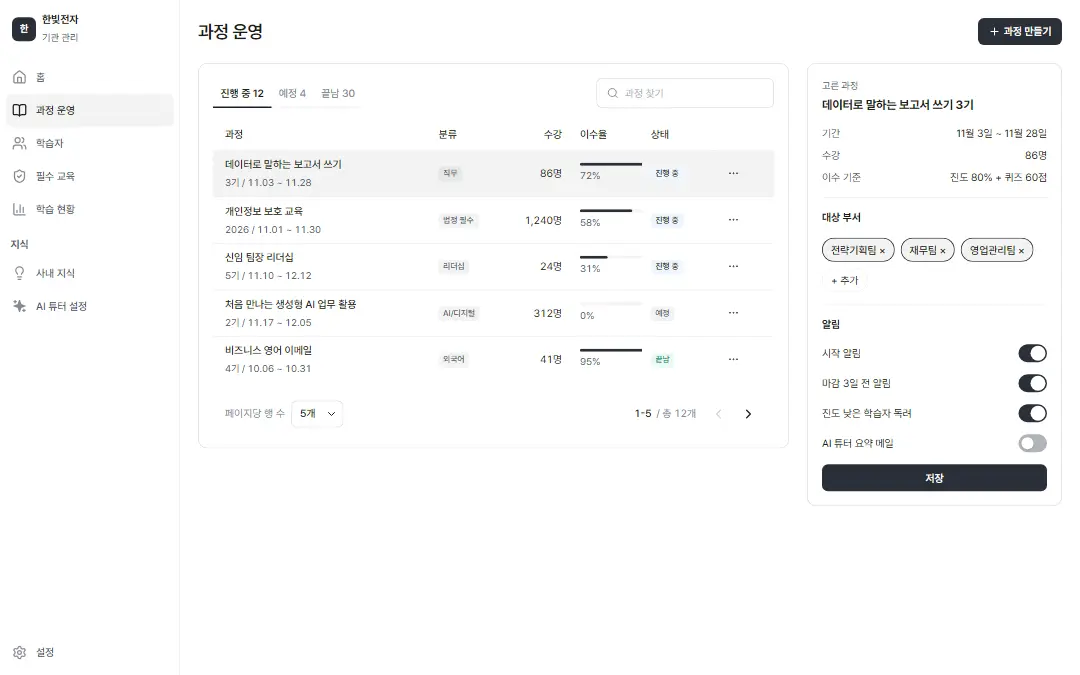 한
한빛전자
기관 관리
홈
과정 운영
학습자
필수 교육
학습 현황
지식
사내 지식
AI 튜터 설정
설정
과정 운영
+ 과정 만들기
진행 중 12 예정 4 끝남 30
과정 찾기
과정 분류 수강 이수율 상태
데이터로 말하는 보고서 쓰기
3기 / 11.03 ~ 11.28
직무 86명 72% 진행 중 ···
개인정보 보호 교육
2026 / 11.01 ~ 11.30
법정 필수 1,240명 58% 진행 중 ···
신임 팀장 리더십
5기 / 11.10 ~ 12.12
리더십 24명 31% 진행 중 ···
처음 만나는 생성형 AI 업무 활용
2기 / 11.17 ~ 12.05
AI/디지털 312명 0% 예정 ···
비즈니스 영어 이메일
4기 / 10.06 ~ 10.31
외국어 41명 95% 끝남 ···
페이지당 행 수 5개
1-5 / 총 12개
고른 과정
데이터로 말하는 보고서 쓰기 3기
기간 11월 3일 ~ 11월 28일
수강 86명
이수 기준 진도 80% + 퀴즈 60점
대상 부서
전략기획팀 × 재무팀 × 영업관리팀 ×
+ 추가
알림
시작 알림
마감 3일 전 알림
진도 낮은 학습자 독려
AI 튜터 요약 메일
저장